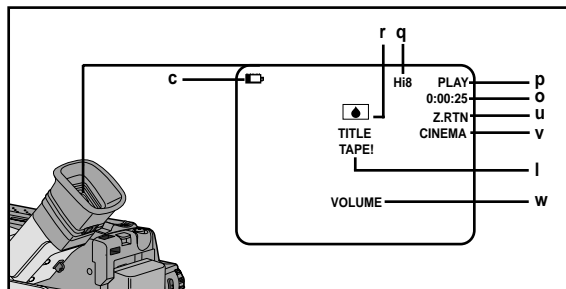 r q
c Hi8 PLAY p
0:00:25 o
Z.RTN u
TITLE CINEMA v
TAPE! l
VOLUME w